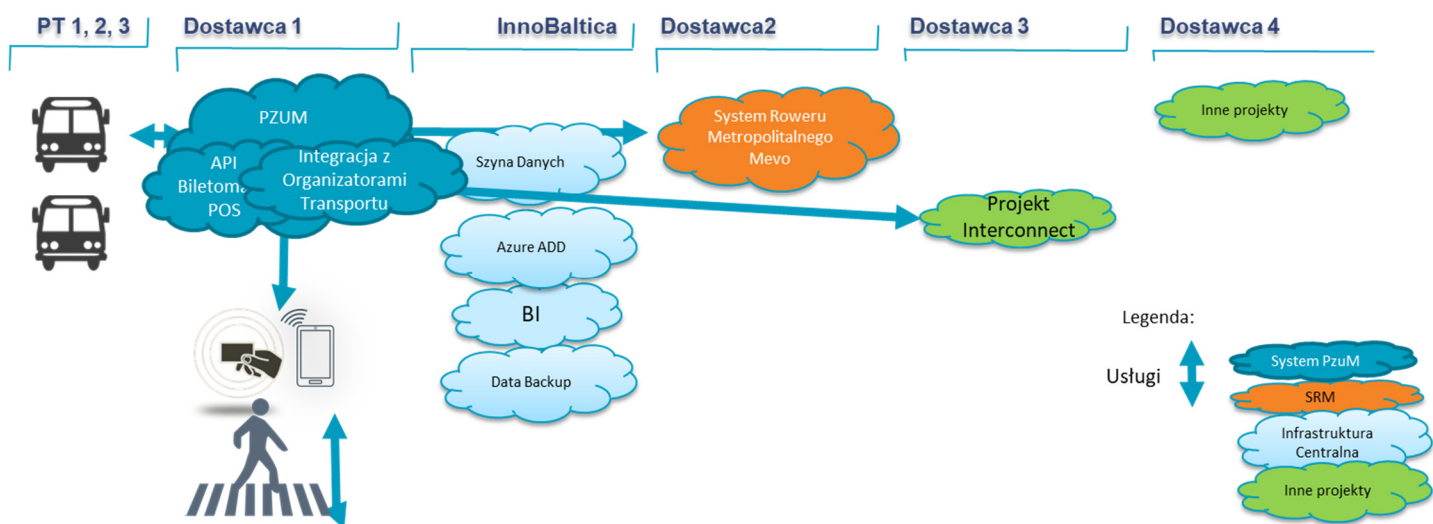 PT 1, 2, 3
Dostawca 1
InnoBaltica
Dostawca2
Dostawca 3
Dostawca 4
PZUM
API
Biletoma
POS
Integracja z
Organizatorami
Transportu
Szyna Danych
Azure ADD
BI
Data Backup
System Roweru
Metropolitalnego
Mevo
Projekt
Interconnect
Inne projekty
Legenda:
Usługi
System PzuM
SRM
Infrastruktura
Centralna
Inne projekty